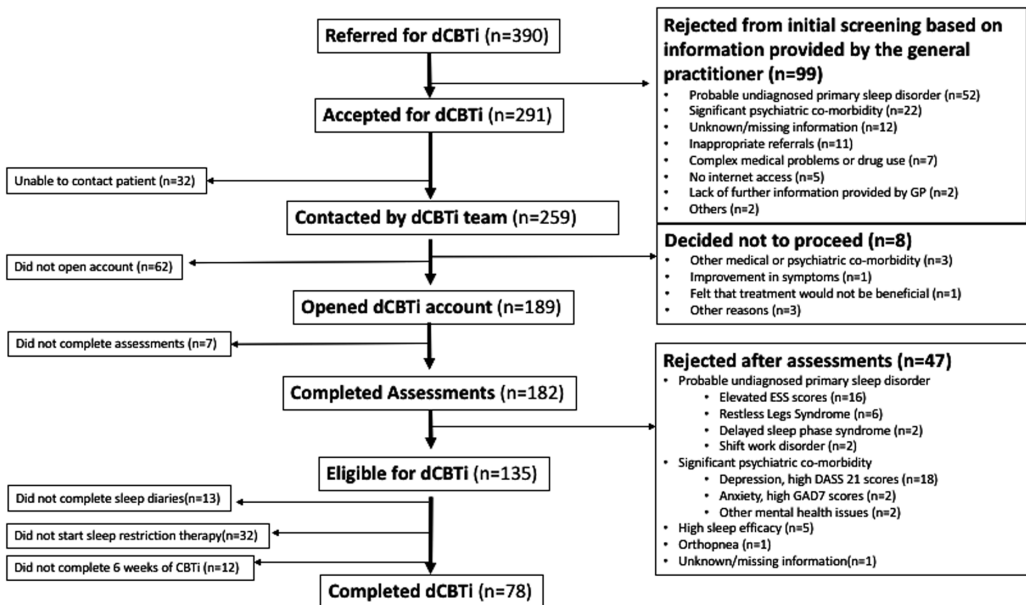 Referred for dCBTi (n=390)
Rejected from initial screening based on
information provided by the general
practitioner (n=99)
• Probable undiagnosed primary sleep disorder (n=52)
• Significant psychiatric co-morbidity (n=22)
• Unknown/missing information (n=12)
• Inappropriate referrals (n=11)
• Complex medical problems or drug use (n=7)
• No internet access (n=5)
• Lack of further information provided by GP (n=2)
• Others (n=2)
Accepted for dCBTi (n=291)
Unable to contact patient (n=32)
Contacted by dCBTi team (n=259)
Decided not to proceed (n=8)
• Other medical or psychiatric co-morbidity (n=3)
• Improvement in symptoms (n=1)
• Felt that treatment would not be beneficial (n=1)
• Other reasons (n=3)
Did not open account (n=62)
Opened dCBTi account (n=189)
Did not complete assessments (n=7)
Completed Assessments (n=182)
Rejected after assessments (n=47)
• Probable undiagnosed primary sleep disorder
• Elevated ESS scores (n=16)
• Restless Legs Syndrome (n=6)
• Delayed sleep phase syndrome (n=2)
• Shift work disorder (n=2)
• Significant psychiatric co-morbidity
• Depression, high DASS 21 scores (n=18)
• Anxiety, high GAD7 scores (n=2)
• Other mental health issues (n=2)
• High sleep efficacy (n=5)
• Orthopnea (n=1)
• Unknown/missing information(n=1)
Eligible for dCBTi (n=135)
Did not complete sleep diaries(n=13)
Did not start sleep restriction therapy(n=32)
Did not complete 6 weeks of CBTi (n=12)
Completed dCBTi (n=78)